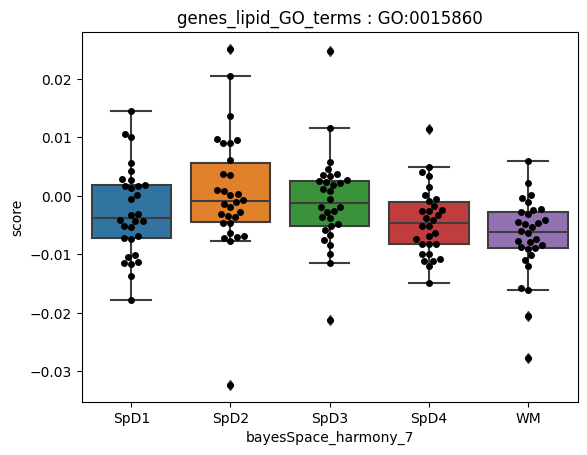 genes_lipid_GO_terms : GO:0015860
score
0.02
0.01
0.00
−0.01
−0.02
−0.03
SpD1 SpD2 SpD3 SpD4 WM
bayesSpace_harmony_7